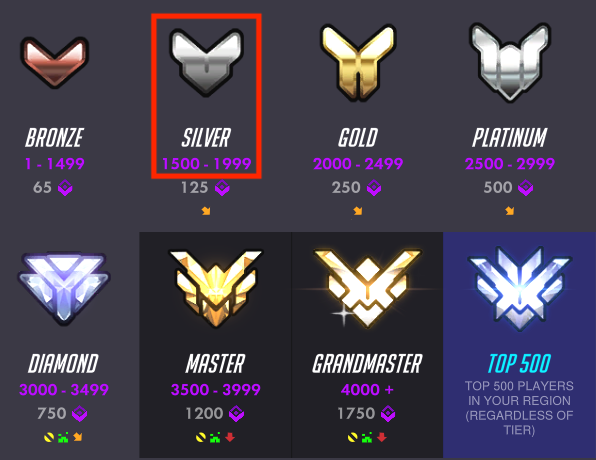 BRONZE
1 - 1499
65
SILVER
1500 - 1999
125
GOLD
2000 - 2499
250
PLATINUM
2500 - 2999
500
DIAMOND
3000 - 3499
750
MASTER
3500 - 3999
1200
GRANDMASTER
4000 +
1750
TOP 500
TOP 500 PLAYERS
IN YOUR REGION
(REGARDLESS OF
TIER)